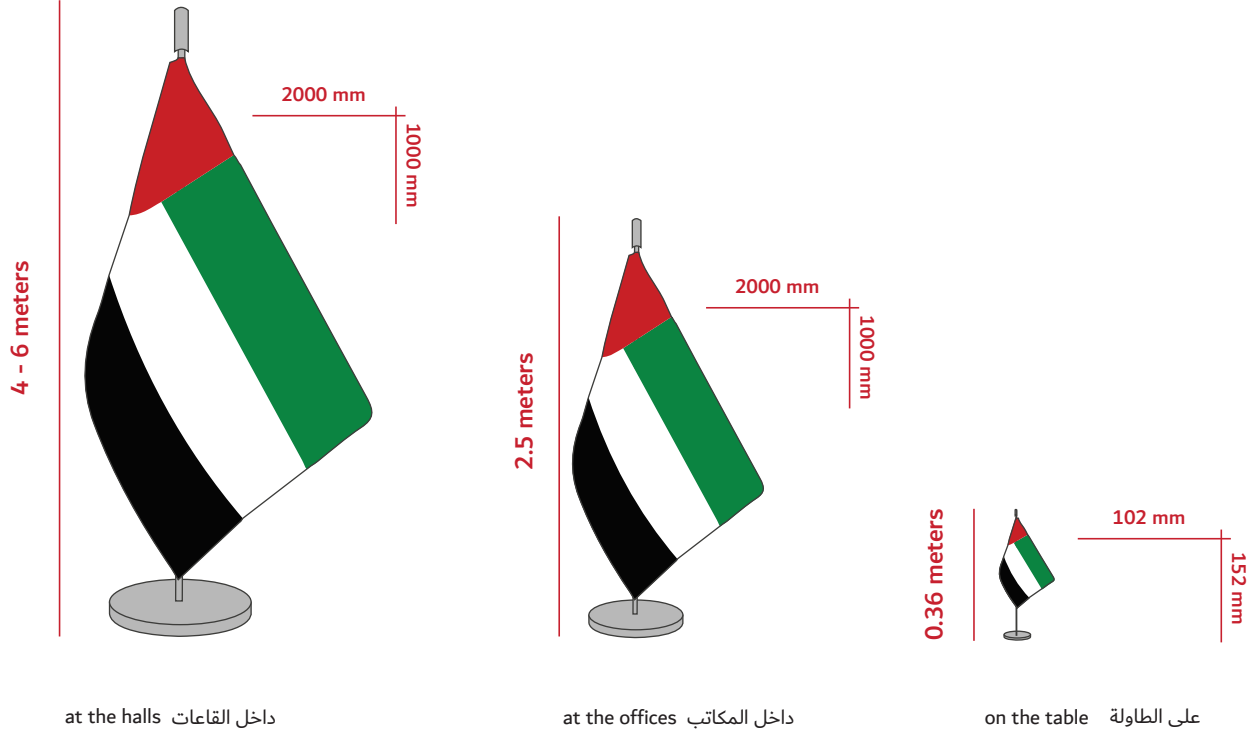 4 - 6 meters
2000 mm
1000 mm
at the halls داخل القاعات
2.5 meters
2000 mm
1000 mm
at the offices داخل المكاتب
0.36 meters
102 mm
152 mm
on the table على الطاولة